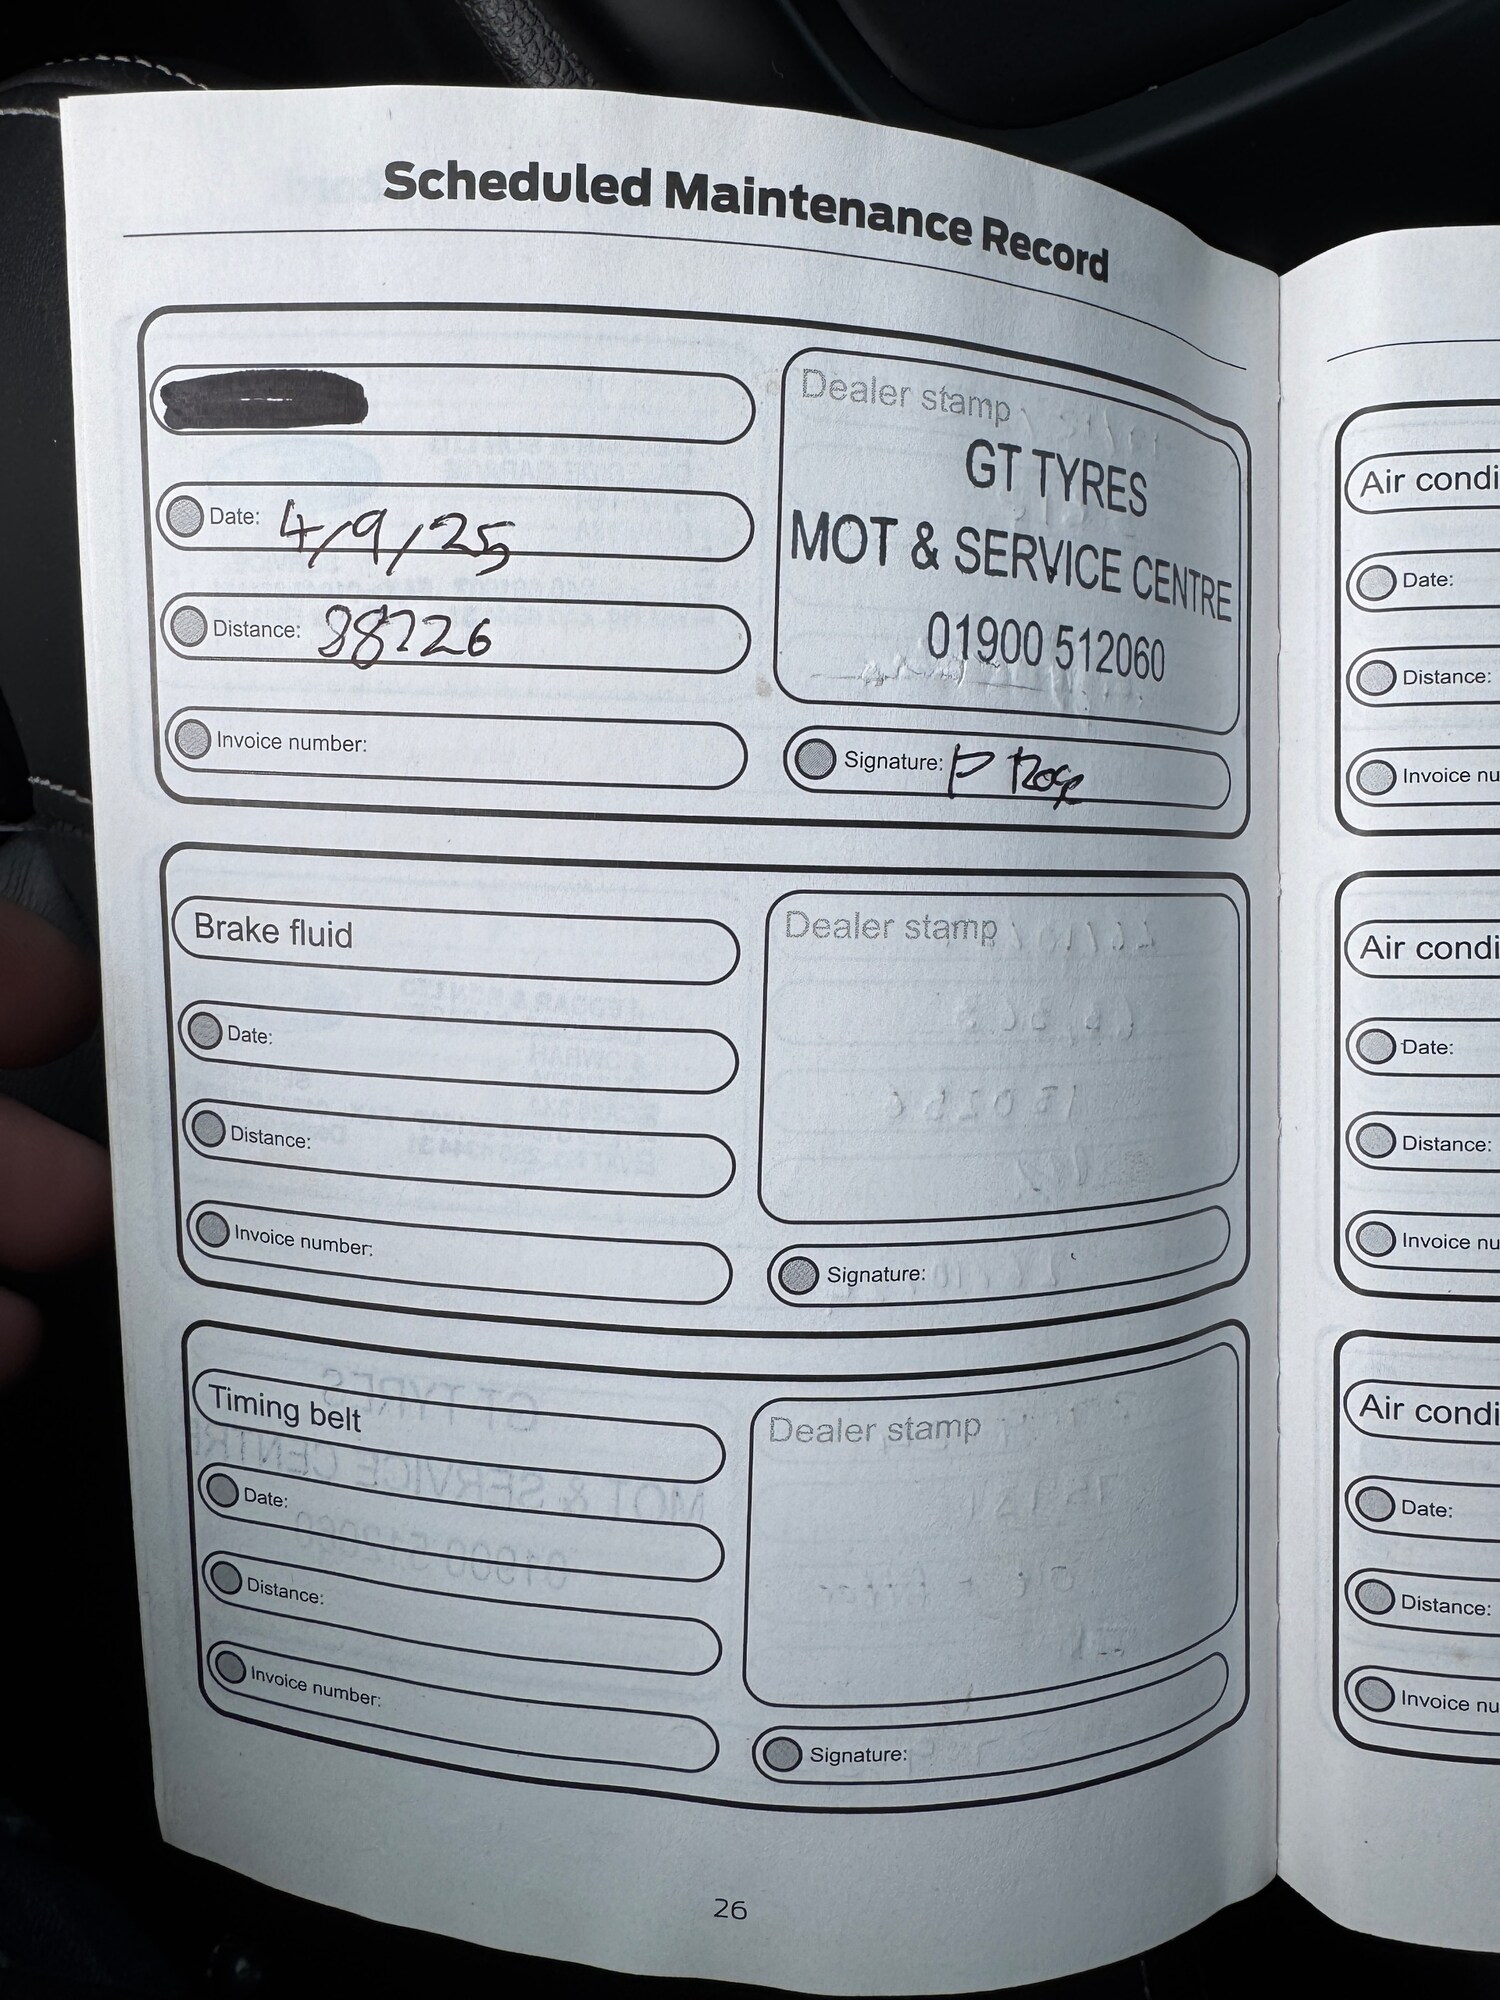 Scheduled Maintenance Record
Dealer stamp
GT TYRES
MOT & SERVICE CENTRE
01900 512060
Date: 4/9/25
Distance: 88726
Invoice number:
Signature: P
Brake fluid
Dealer stamp
Date:
Distance:
Invoice number:
Signature:
Timing belt
Dealer stamp
Date:
Distance:
Invoice number:
Signature:
26
Air condi
Date:
Distance:
Invoice nu
Air condi
Date:
Distance:
Invoice nu
Air condi
Date:
Distance:
Invoice nu